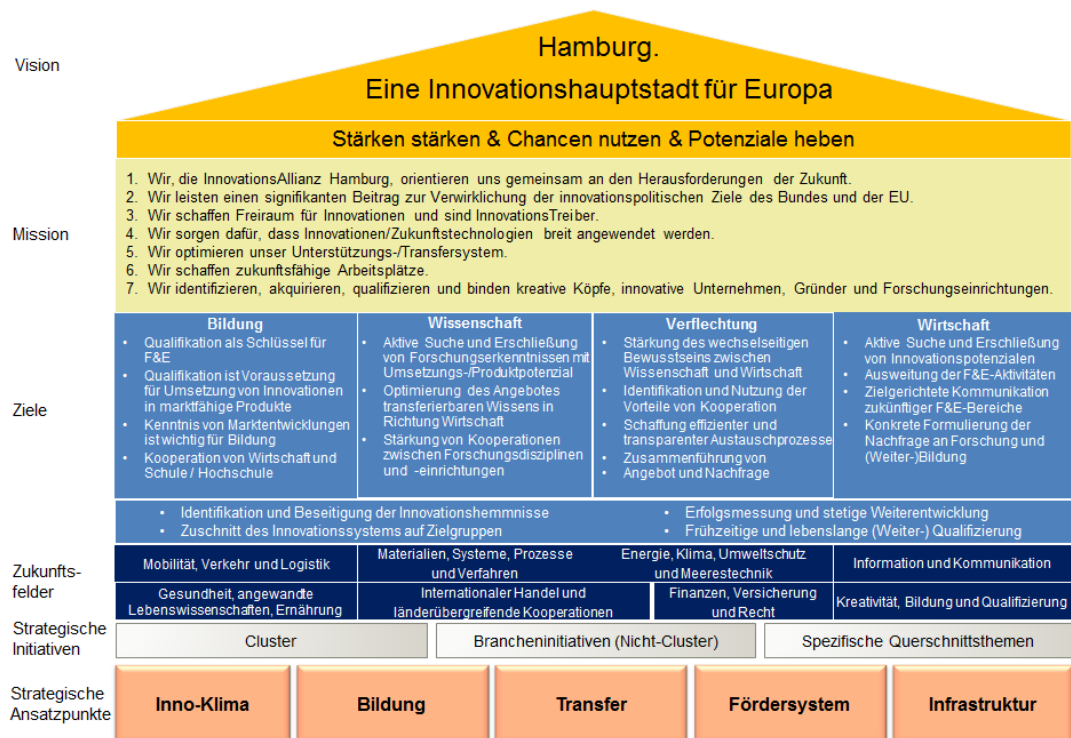 Vision
Hamburg.
Eine Innovationshauptstadt für Europa
Stärken stärken & Chancen nutzen & Potenziale heben
Mission
1. Wir, die InnovationsAllianz Hamburg, orientieren uns gemeinsam an den Herausforderungen der Zukunft.
2. Wir leisten einen signifikanten Beitrag zur Verwirklichung der innovationspolitischen Ziele des Bundes und der EU.
3. Wir schaffen Freiraum für Innovationen und sind InnovationsTreiber.
4. Wir sorgen dafür, dass Innovationen/Zukunftstechnologien breit angewendet werden.
5. Wir optimieren unser Unterstützungs-/Transfersystem.
6. Wir schaffen zukunftsfähige Arbeitsplätze.
7. Wir identifizieren, akquirieren, qualifizieren und binden kreative Köpfe, innovative Unternehmen, Gründer und Forschungseinrichtungen.
Ziele
Bildung
• Qualifikation als Schlüssel für
F&E
• Qualifikation ist Voraussetzung
für Umsetzung von Innovationen
in marktfähige Produkte
• Kenntnis von Marktentwicklungen
ist wichtig für Bildung
• Kooperation von Wirtschaft und
Schule / Hochschule
Wissenschaft
• Aktive Suche und Erschließung
von Forschungserkenntnissen mit
Umsetzungs-/Produktpotenzial
• Optimierung des Angebotes
transferierbaren Wissens in
Richtung Wirtschaft
• Stärkung von Kooperationen
zwischen Forschungsdisziplinen
und -einrichtungen
Verflechtung
• Stärkung des wechselseitigen
Bewusstseins zwischen
Wissenschaft und Wirtschaft
• Identifikation und Nutzung der
Vorteile von Kooperation
• Schaffung effizienter und
transparenter Austauschprozesse
• Zusammenführung von
• Angebot und Nachfrage
Wirtschaft
• Aktive Suche und Erschließung
von Innovationspotenzialen
• Ausweitung der F&E-Aktivitäten
• Zielgerichtete Kommunikation
zukünftiger F&E-Bereiche
• Konkrete Formulierung der
Nachfrage an Forschung und
(Weiter-)Bildung
• Identifikation und Beseitigung der Innovationshemmnisse
• Zuschnitt des Innovationssystems auf Zielgruppen
• Erfolgsmessung und stetige Weiterentwicklung
• Frühzeitige und lebenslange (Weiter-) Qualifizierung
Zukunfts-
felder
Mobilität, Verkehr und Logistik
Materialien, Systeme, Prozesse
und Verfahren
Energie, Klima, Umweltschutz
und Meerestechnik
Information und Kommunikation
Gesundheit, angewandte
Lebenswissenschaften, Ernährung
Internationaler Handel und
länderübergreifende Kooperationen
Finanzen, Versicherung
und Recht
Kreativität, Bildung und Qualifizierung
Strategische
Initiativen
Cluster
Brancheninitiativen (Nicht-Cluster)
Spezifische Querschnittsthemen
Strategische
Ansatzpunkte
Inno-Klima
Bildung
Transfer
Fördersystem
Infrastruktur